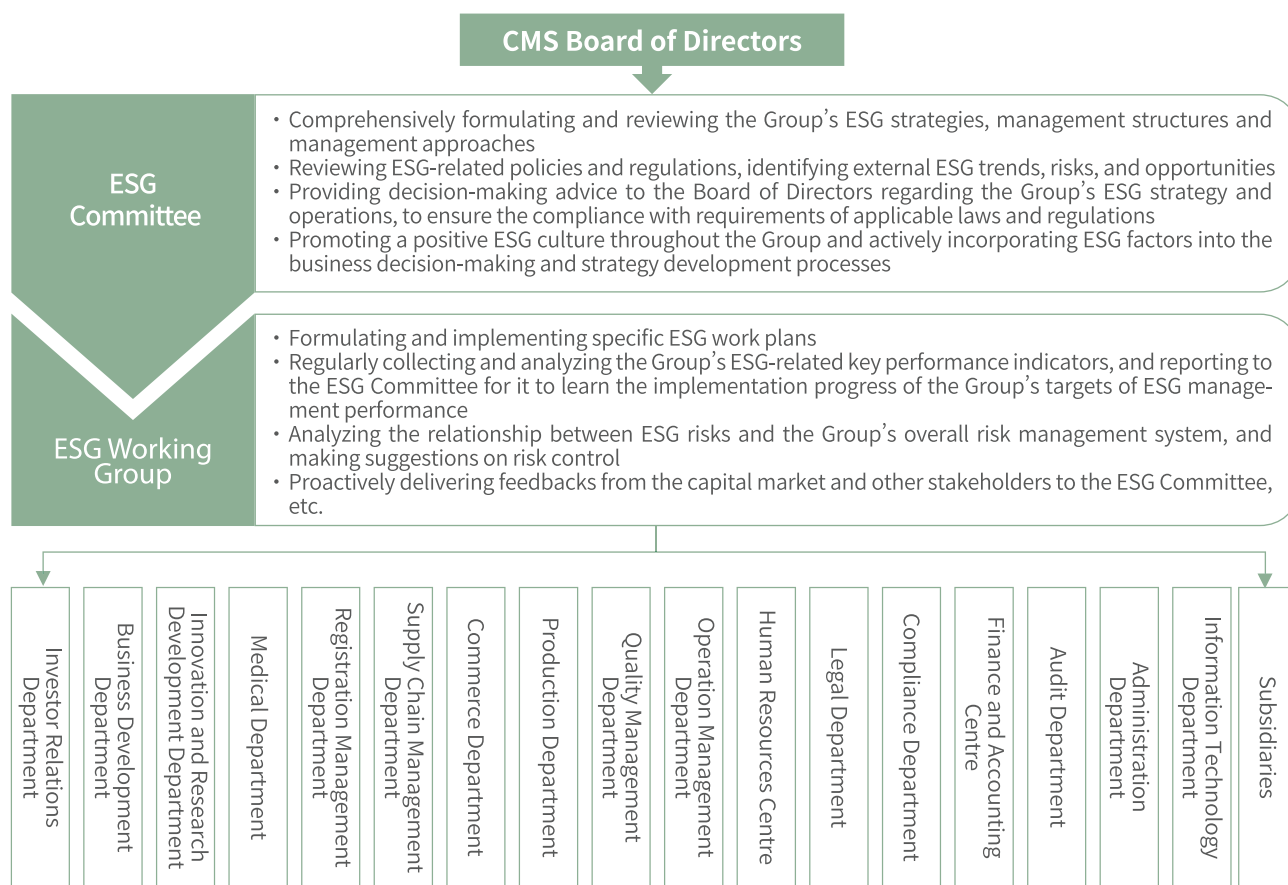 CMS Board of Directors
ESG
Committee
• Comprehensively formulating and reviewing the Group's ESG strategies, management structures and
management approaches
• Reviewing ESG-related policies and regulations, identifying external ESG trends, risks, and opportunities
• Providing decision-making advice to the Board of Directors regarding the Group's ESG strategy and
operations, to ensure the compliance with requirements of applicable laws and regulations
• Promoting a positive ESG culture throughout the Group and actively incorporating ESG factors into the
business decision-making and strategy development processes
ESG Working
Group
• Formulating and implementing specific ESG work plans
• Regularly collecting and analyzing the Group's ESG-related key performance indicators, and reporting to
the ESG Committee for it to learn the implementation progress of the Group's targets of ESG manage-
ment performance
• Analyzing the relationship between ESG risks and the Group's overall risk management system, and
making suggestions on risk control
• Proactively delivering feedbacks from the capital market and other stakeholders to the ESG Committee,
etc.
Investor Relations
Department
Business Development
Department
Innovation and Research
Development Department
Medical Department
Registration Management
Department
Supply Chain Management
Department
Commerce Department
Production Department
Quality Management
Department
Operation Management
Department
Human Resources Centre
Legal Department
Compliance Department
Finance and Accounting
Centre
Audit Department
Administration
Department
Information Technology
Department
Subsidiaries